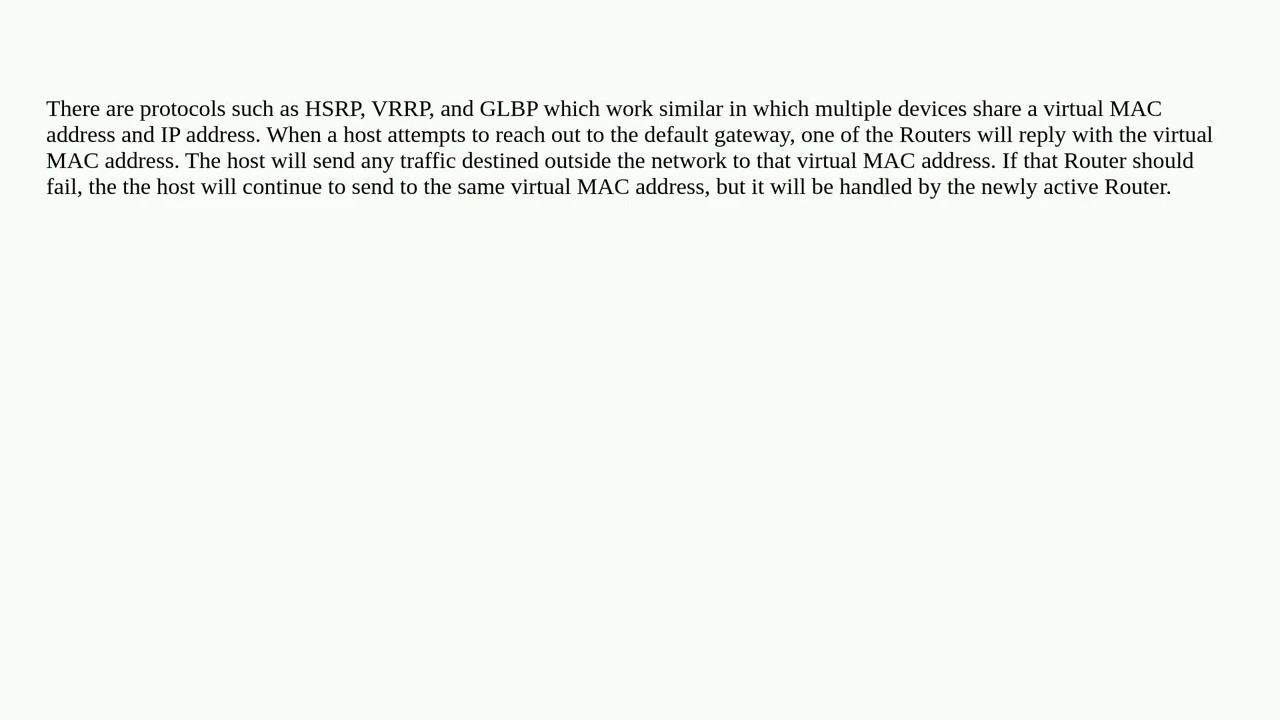 There are protocols such as HSRP, VRRP, and GLBP which work similar in which multiple devices share a virtual MAC
address and IP address. When a host attempts to reach out to the default gateway, one of the Routers will reply with the virtual
MAC address. The host will send any traffic destined outside the network to that virtual MAC address. If that Router should
fail, the the host will continue to send to the same virtual MAC address, but it will be handled by the newly active Router.